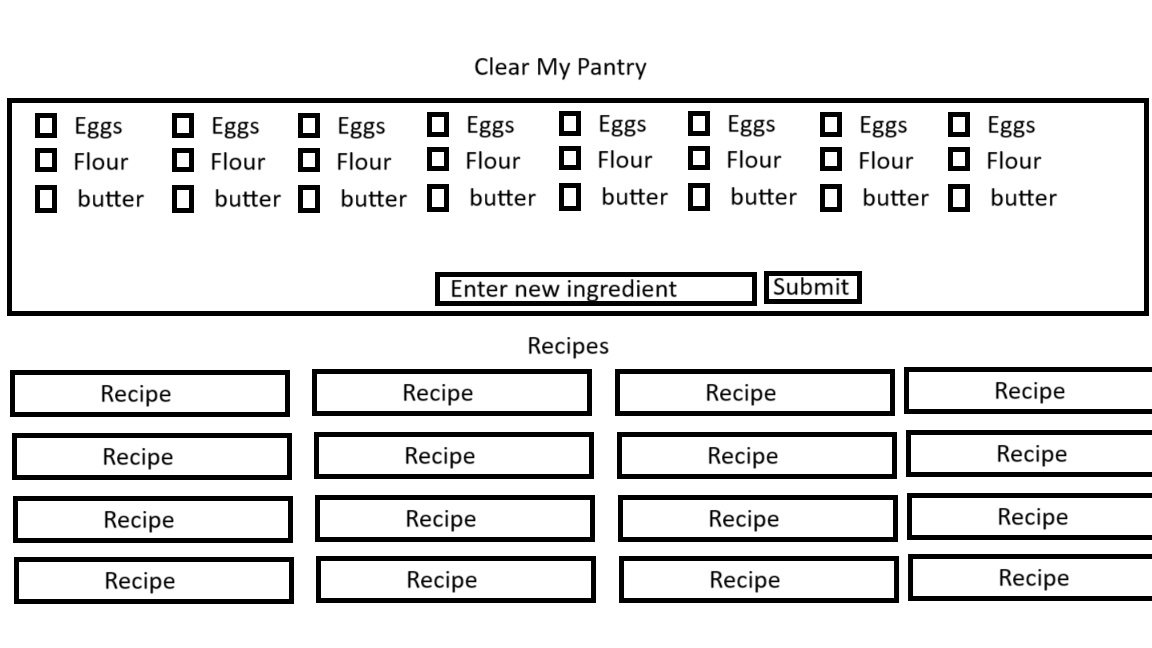 Clear My Pantry
Eggs Eggs Eggs Eggs Eggs Eggs Eggs Eggs
Flour Flour Flour Flour Flour Flour Flour Flour
butter butter butter butter butter butter butter butter
Enter new ingredient Submit
Recipes
Recipe Recipe Recipe Recipe
Recipe Recipe Recipe Recipe
Recipe Recipe Recipe Recipe
Recipe Recipe Recipe Recipe